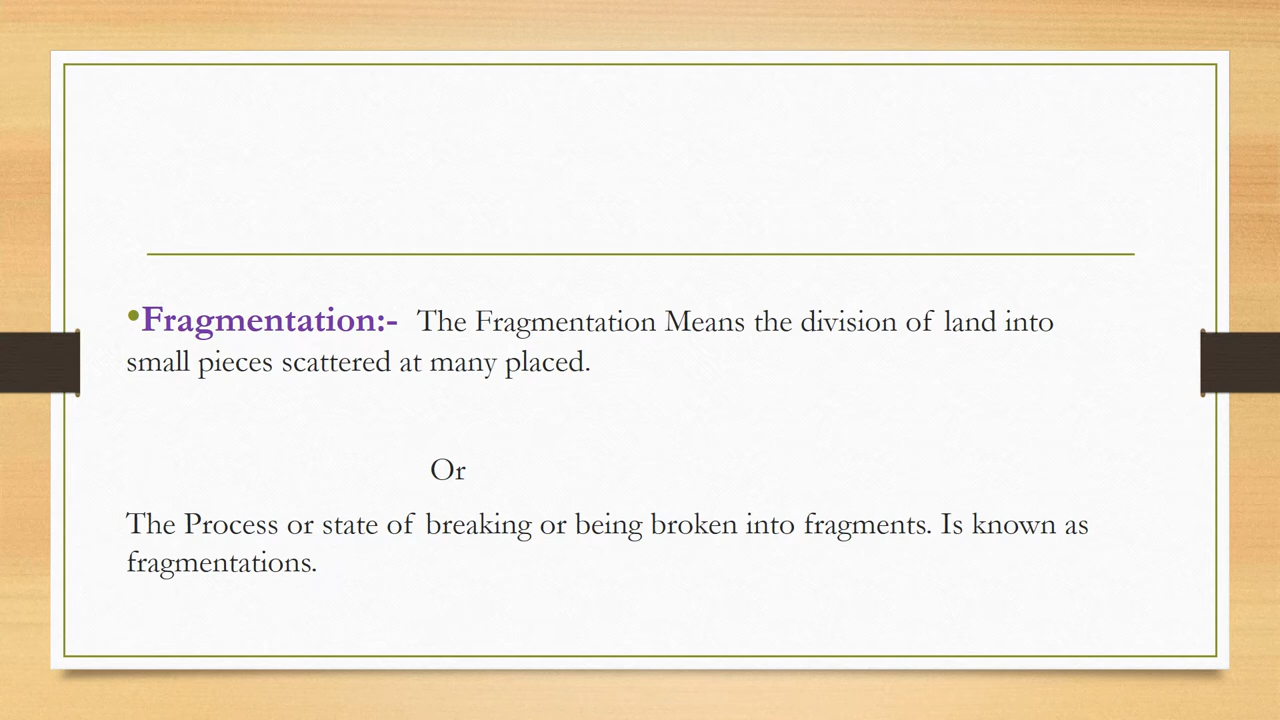 •Fragmentation:- The Fragmentation Means the division of land into
small pieces scattered at many placed.
Or
The Process or state of breaking or being broken into fragments. Is known as
fragmentations.